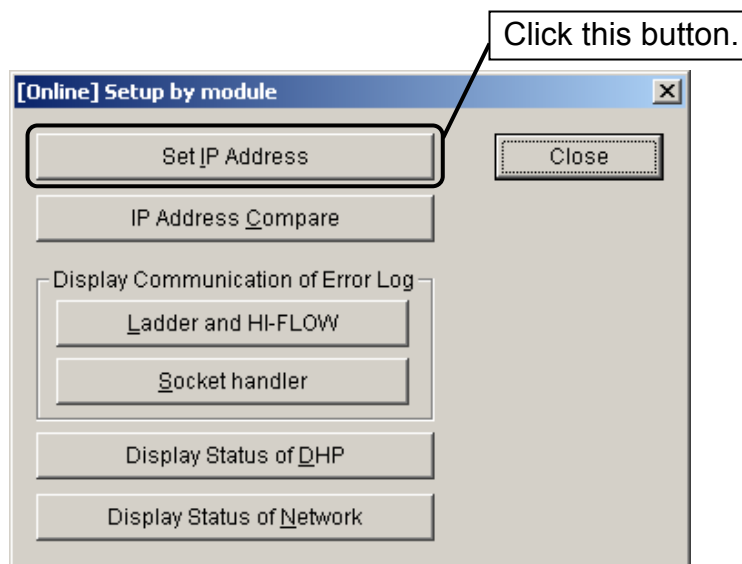 Click this button.
[Online] Setup by module
Set IP Address
Close
IP Address Compare
Display Communication of Error Log
Ladder and HI-FLOW
Socket handler
Display Status of DHP
Display Status of Network